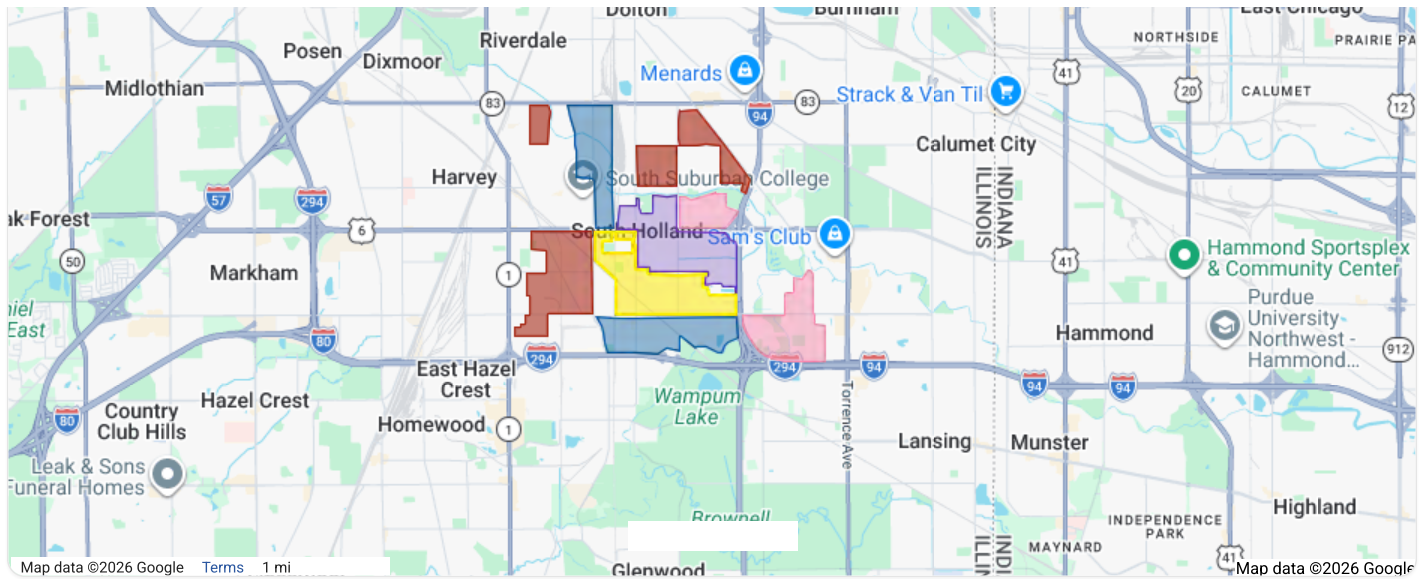 Dolton
Burnham
East Chicago
Posen
Riverdale
Dixmoor
NORTHSIDE
PRAIRIE PA
Menards
41
Midlothian
83
83
Strack & Van Til
20
CALUMET
12
94
Calumet City
Harvey
South Suburban College
57
294
INDIANA
ILLINOIS
ak Forest
6
South Holland
Sam's Club
50
Markham
1
41
Hammond Sportsplex
& Community Center
niel
East
Purdue
University
Northwest -
Hammond...
80
Hammond
912
294
East Hazel
Crest
294
94
94
94
Hazel Crest
Country
Club Hills
80
Homewood
1
Wampum
Lake
Torrence Ave
Lansing
Munster
Leak & Sons
Funeral Homes
Highland
Brownell
INDEPENDENCE
PARK
MAYNARD
INDI
ILLIN
41
Glenwood
Map data ©2026 Google
Terms
1 mi
Map data ©2026 Google